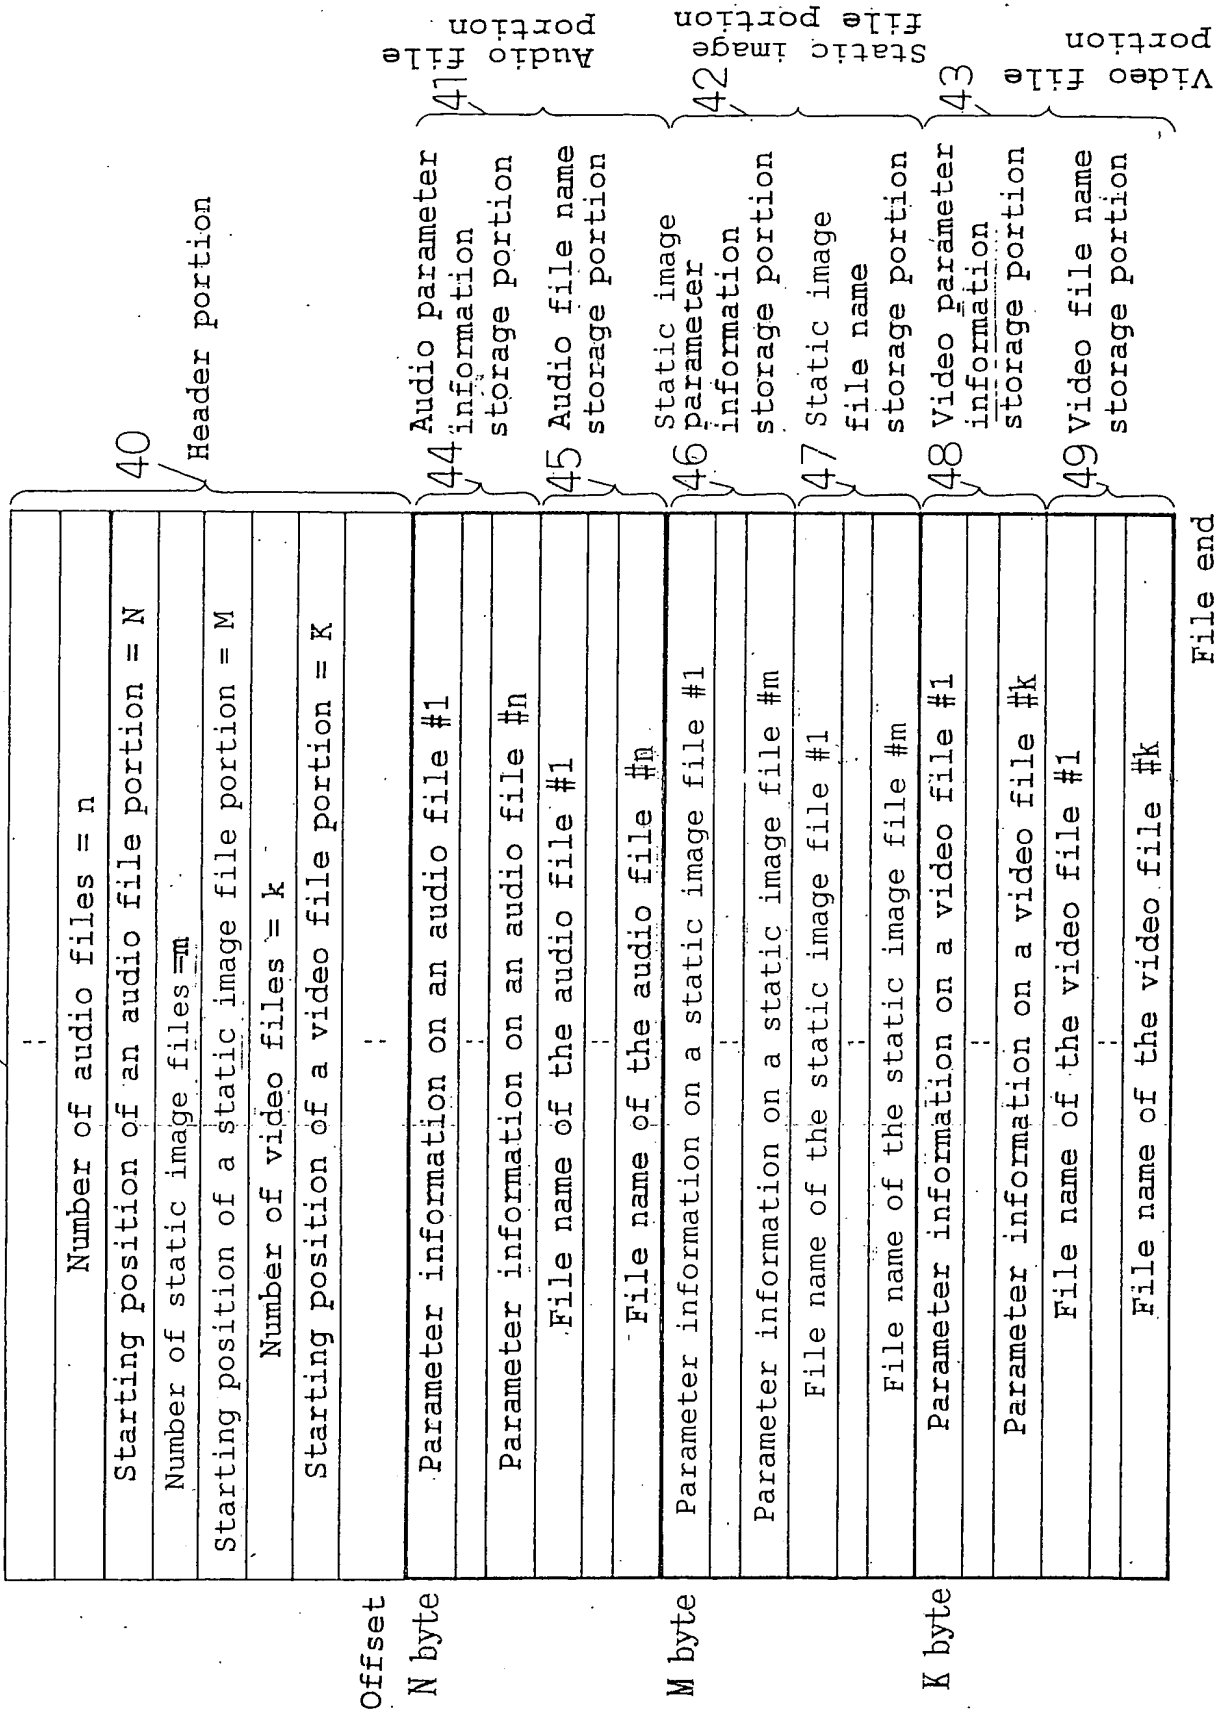 40
Header portion
--
Number of audio files = n
Starting position of an audio file portion = N
Number of static image files = m
Starting position of a static image file portion = M
Number of video files = k
Starting position of a video file portion = K
--
Offset
N byte
Parameter information on an audio file #1
--
Parameter information on an audio file #n
File name of the audio file #1
--
File name of the audio file #n
44
Audio parameter
information
storage portion
45
Audio file name
storage portion
41
Audio file
portion
M byte
Parameter information on a static image file #1
--
Parameter information on a static image file #m
File name of the static image file #1
--
File name of the static image file #m
46
Static image
parameter
information
storage portion
47
Static image
file name
storage portion
42
Static image
file portion
K byte
Parameter information on a video file #1
--
Parameter information on a video file #k
File name of the video file #1
--
File name of the video file #k
48
Video parameter
information
storage portion
49
Video file name
storage portion
43
Video file
portion
File end